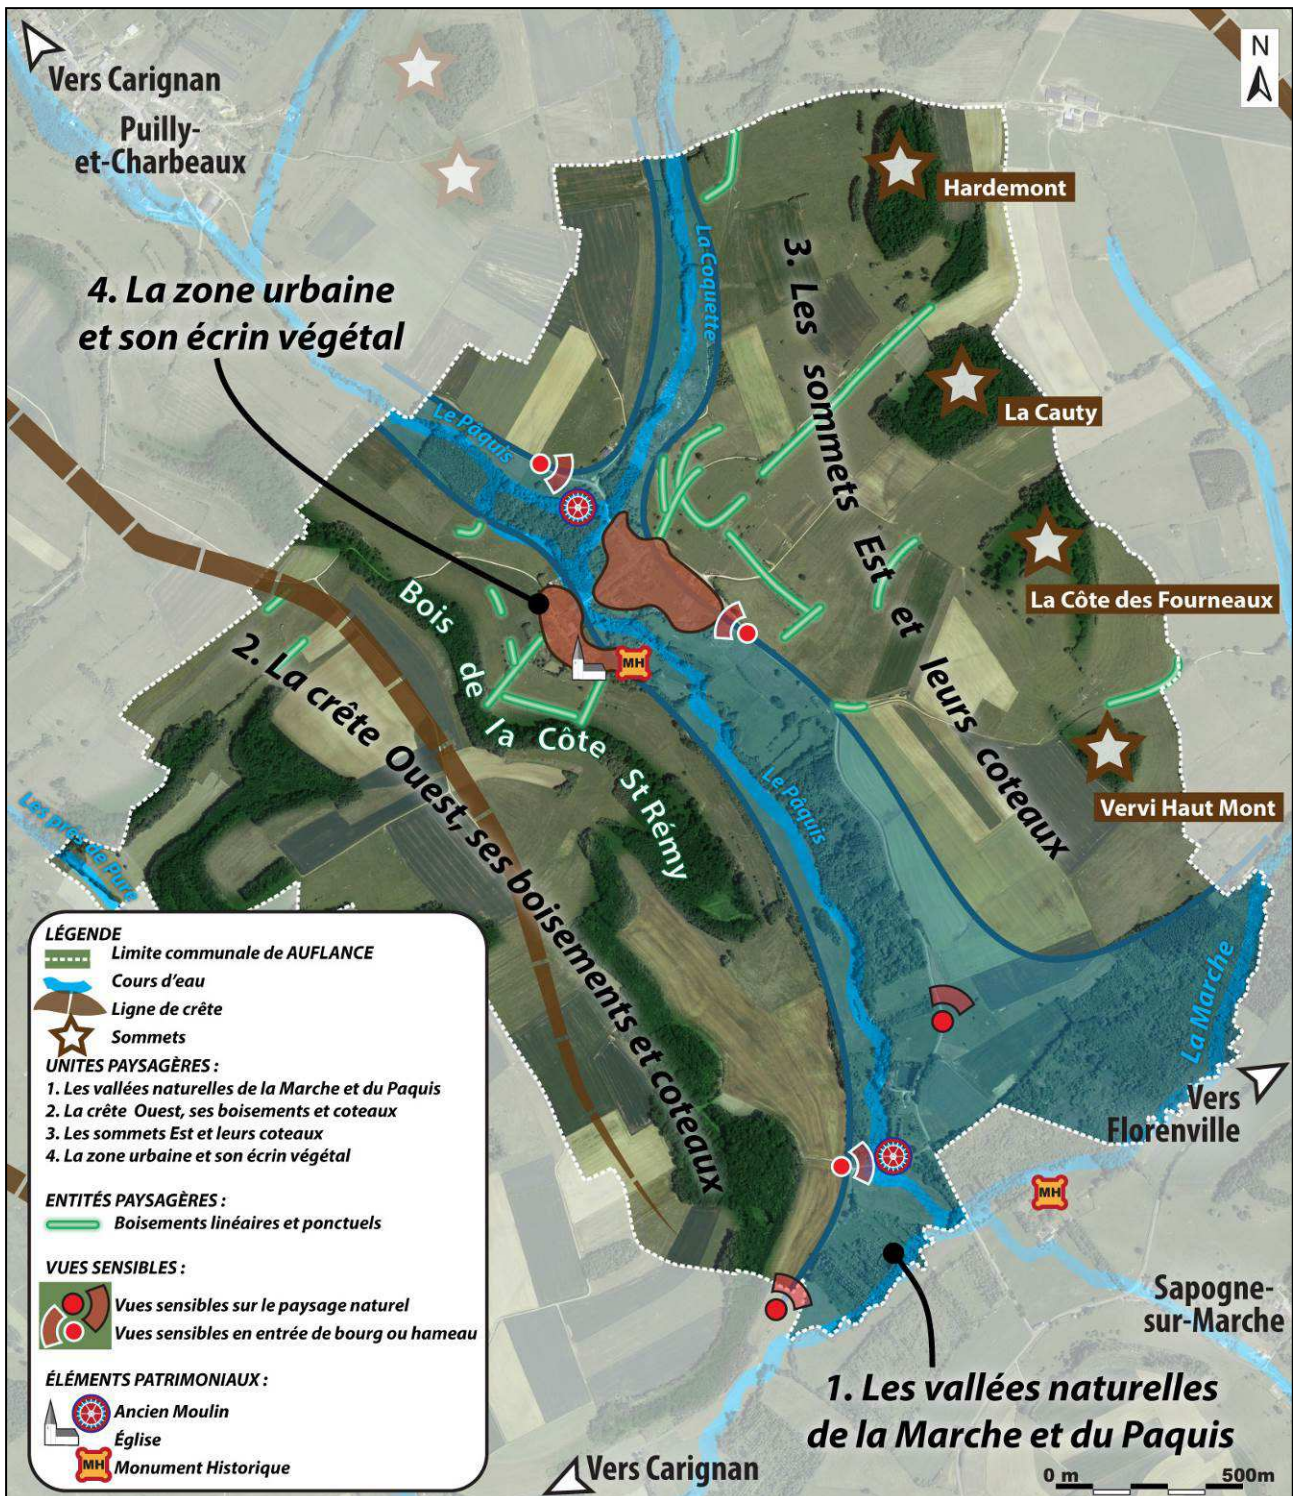 Vers Carignan
Puilly-
et-Charbeaux
N
Hardemont
La Coquette
4. La zone urbaine
et son écrin végétal
3. Les sommets Est et leurs coteaux
La Cauty
Le Pâquis
La Côte des Fourneaux
Bois de la Côte St Rémy
MH
2. La crête Ouest, ses boisements et coteaux
Le Pâquis
Vervi Haut Mont
Les prés de Pure
La Marche
Vers
Florenville
MH
Sapogne-
sur-Marche
1. Les vallées naturelles
de la Marche et du Paquis
Vers Carignan
0 m 500m
LÉGENDE
Limite communale de AUFLANCE
Cours d'eau
Ligne de crête
Sommets
UNITES PAYSAGÈRES :
1. Les vallées naturelles de la Marche et du Paquis
2. La crête Ouest, ses boisements et coteaux
3. Les sommets Est et leurs coteaux
4. La zone urbaine et son écrin végétal
ENTITÉS PAYSAGÈRES :
Boisements linéaires et ponctuels
VUES SENSIBLES :
Vues sensibles sur le paysage naturel
Vues sensibles en entrée de bourg ou hameau
ÉLÉMENTS PATRIMONIAUX :
Ancien Moulin
Église
MH
Monument Historique